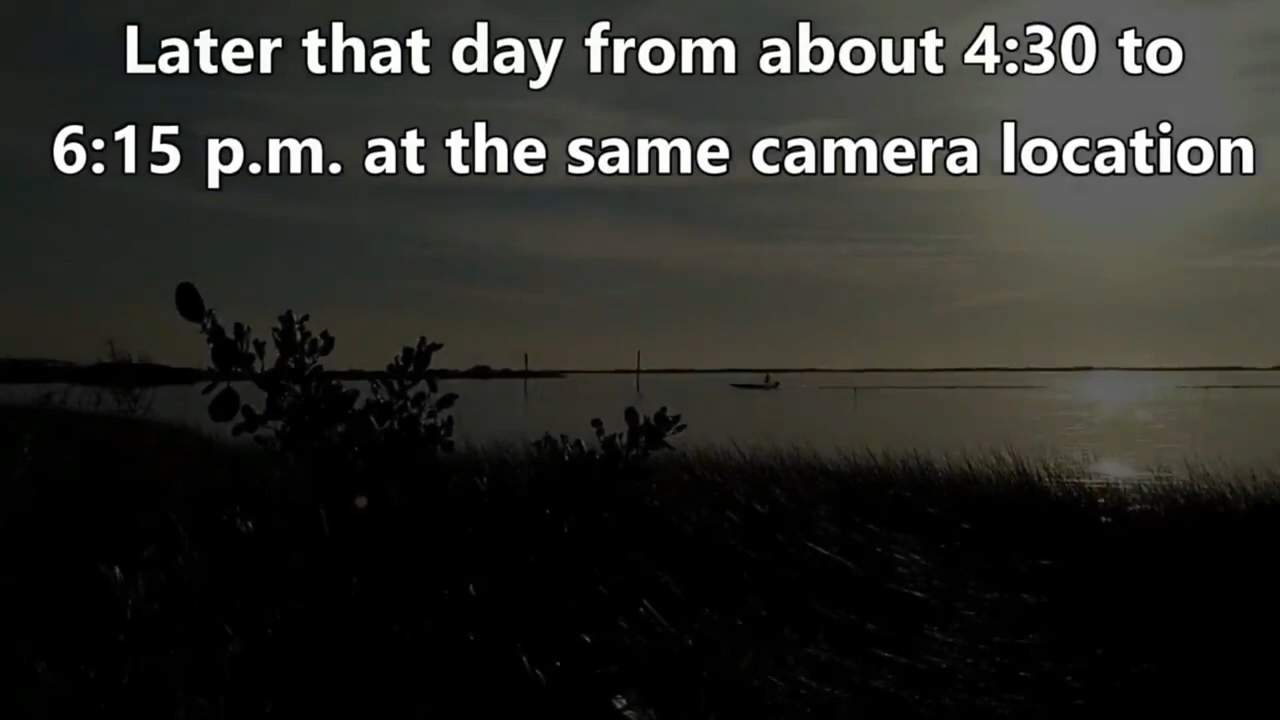 Later that day from about 4:30 to
6:15 p.m. at the same camera location